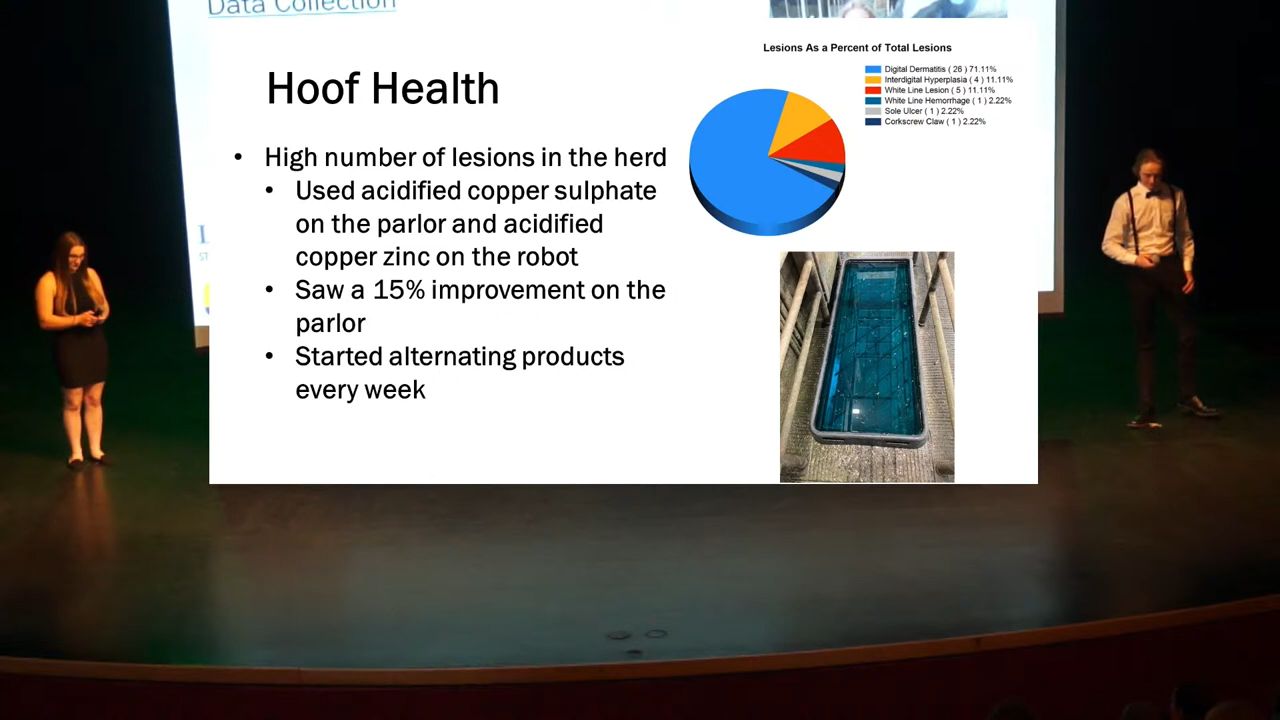 Data Collection
Lesions As a Percent of Total Lesions
Digital Dermatitis ( 26 ) 71.11%
Interdigital Hyperplasia ( 4 ) 11.11%
White Line Lesion ( 5 ) 11.11%
White Line Hemorrhage ( 1 ) 2.22%
Sole Ulcer ( 1 ) 2.22%
Corkscrew Claw ( 1 ) 2.22%
Hoof Health
• High number of lesions in the herd
• Used acidified copper sulphate
on the parlor and acidified
copper zinc on the robot
• Saw a 15% improvement on the
parlor
• Started alternating products
every week